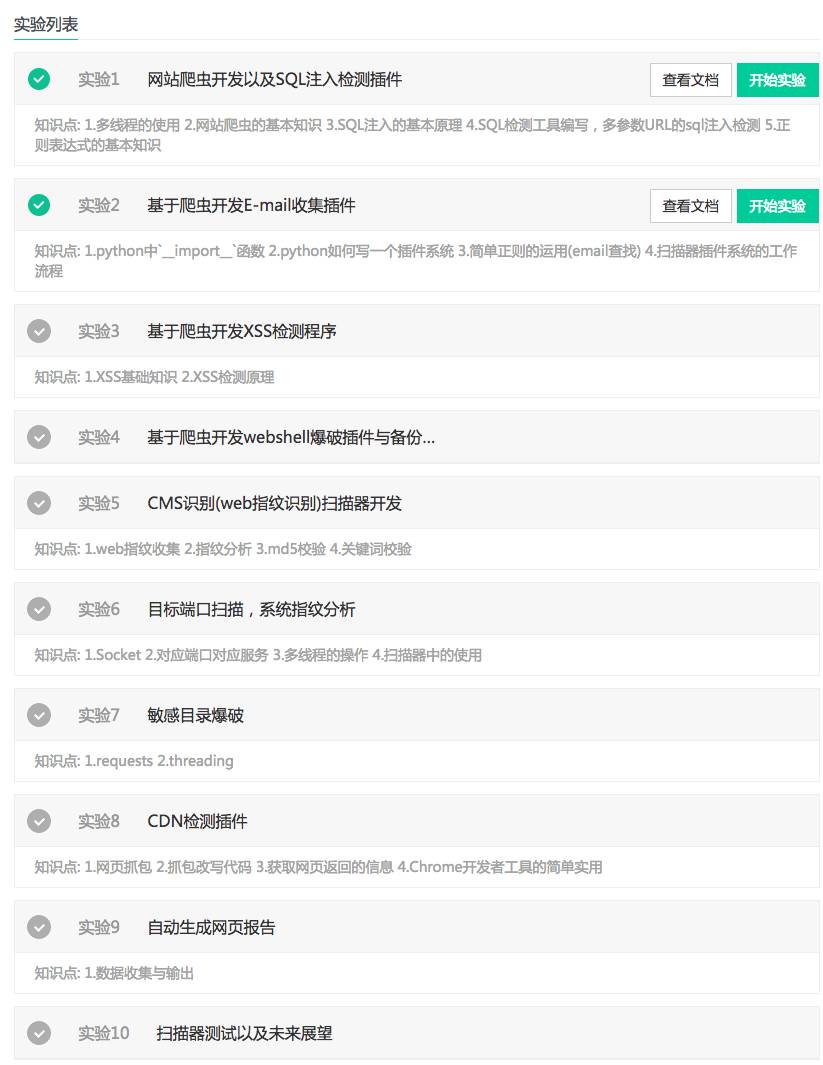 实验列表
实验1 网站爬虫开发以及SQL注入检测插件 查看文档 开始实验
知识点: 1.多线程的使用 2.网站爬虫的基本知识 3.SQL注入的基本原理 4.SQL检测工具编写，多参数URL的sql注入检测 5.正
则表达式的基本知识
实验2 基于爬虫开发E-mail收集插件 查看文档 开始实验
知识点: 1.python中`__import__`函数 2.python如何写一个插件系统 3.简单正则的运用(email查找) 4.扫描器插件系统的工作
流程
实验3 基于爬虫开发XSS检测程序
知识点: 1.XSS基础知识 2.XSS检测原理
实验4 基于爬虫开发webshell爆破插件与备份...
实验5 CMS识别(web指纹识别)扫描器开发
知识点: 1.web指纹收集 2.指纹分析 3.md5校验 4.关键词校验
实验6 目标端口扫描，系统指纹分析
知识点: 1.Socket 2.对应端口对应服务 3.多线程的操作 4.扫描器中的使用
实验7 敏感目录爆破
知识点: 1.requests 2.threading
实验8 CDN检测插件
知识点: 1.网页抓包 2.抓包改写代码 3.获取网页返回的信息 4.Chrome开发者工具的简单实用
实验9 自动生成网页报告
知识点: 1.数据收集与输出
实验10 扫描器测试以及未来展望